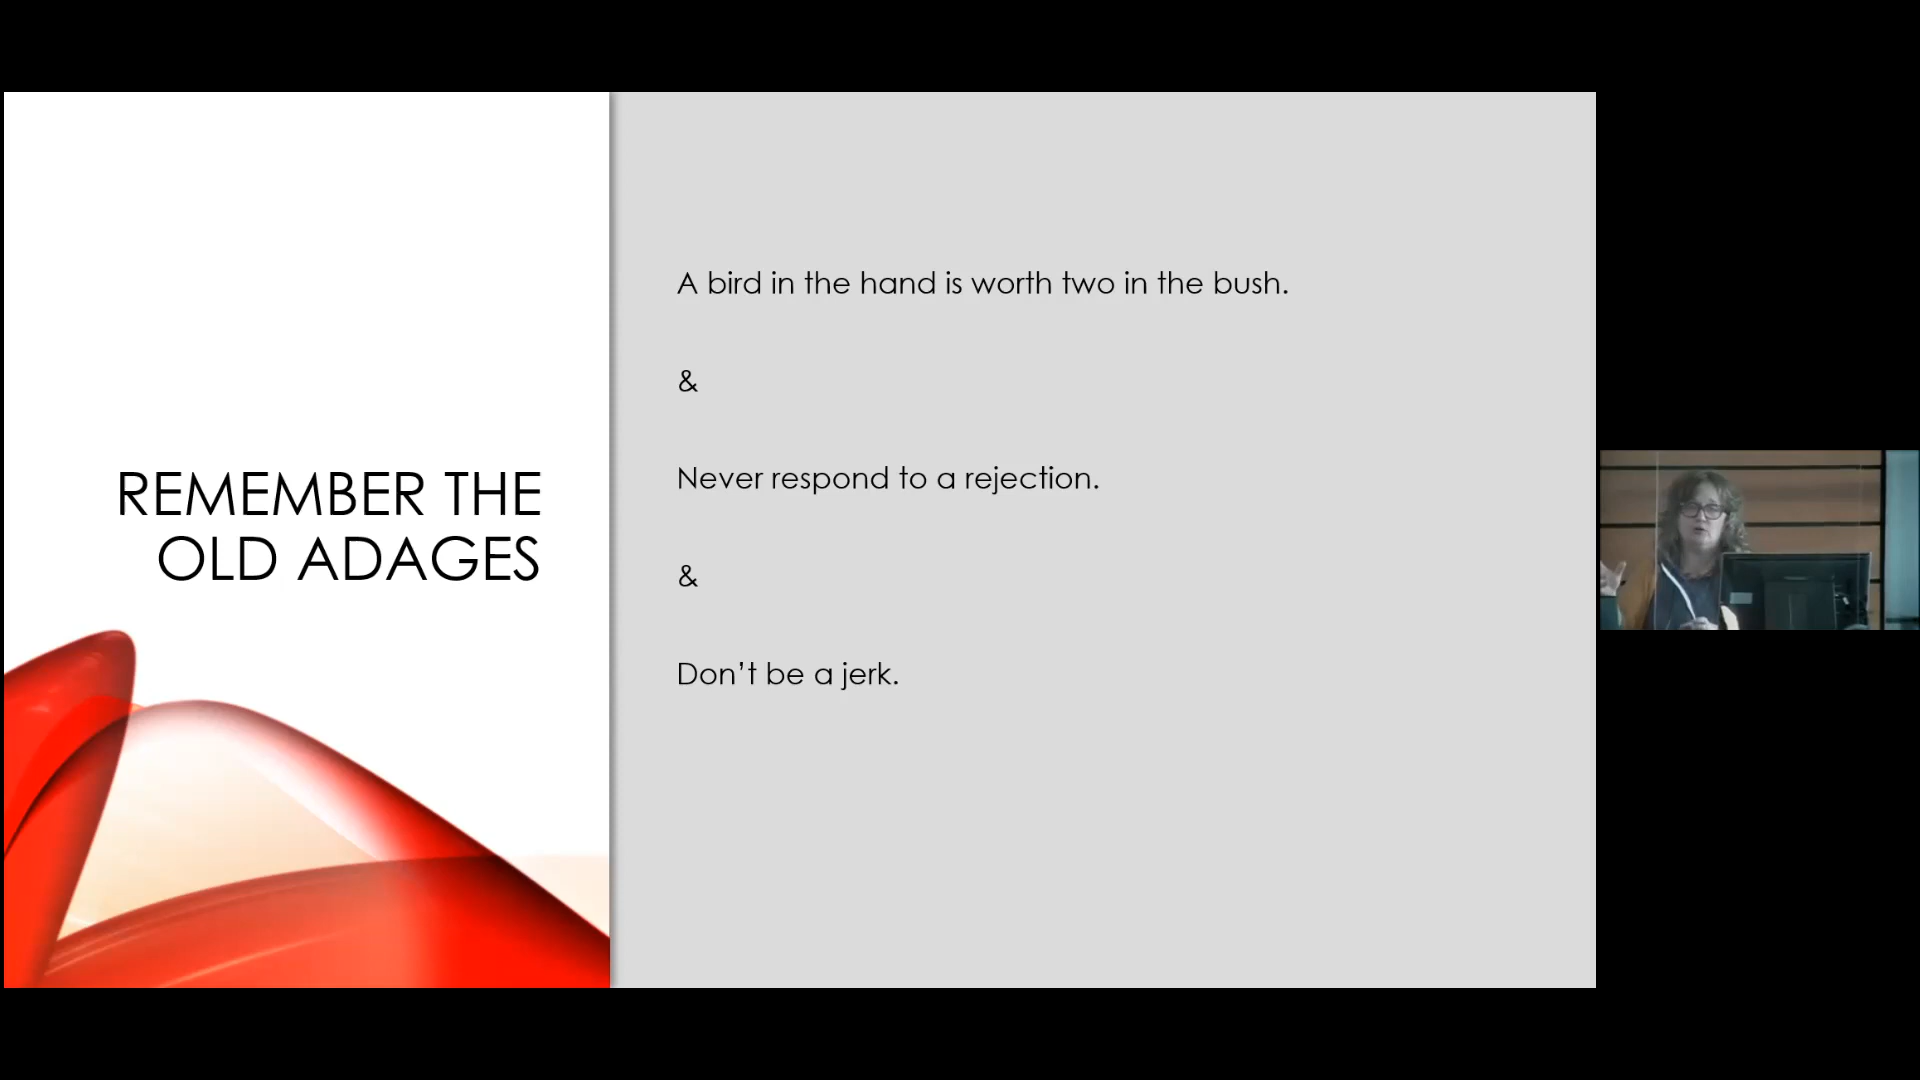 REMEMBER THE
OLD ADAGES
A bird in the hand is worth two in the bush.
&
Never respond to a rejection.
&
Don’t be a jerk.